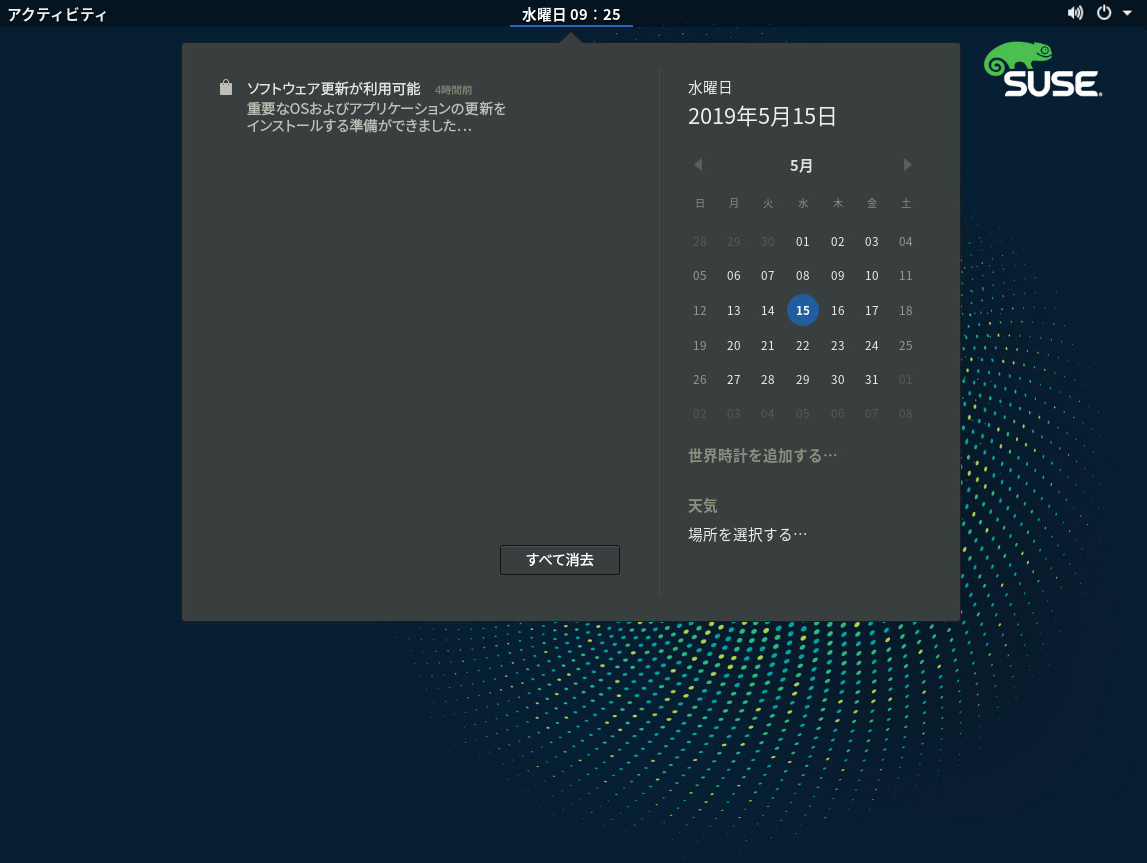 アクティビティ
水曜日 09：25
SUSE
ソフトウェア更新が利用可能 4時間前
重要なOSおよびアプリケーションの更新を
インストールする準備ができました…
すべて消去
水曜日
2019年5月15日
5月
日 月 火 水 木 金 土
28 29 30 01 02 03 04
05 06 07 08 09 10 11
12 13 14 15 16 17 18
19 20 21 22 23 24 25
26 27 28 29 30 31 01
02 03 04 05 06 07 08
世界時計を追加する…
天気
場所を選択する…